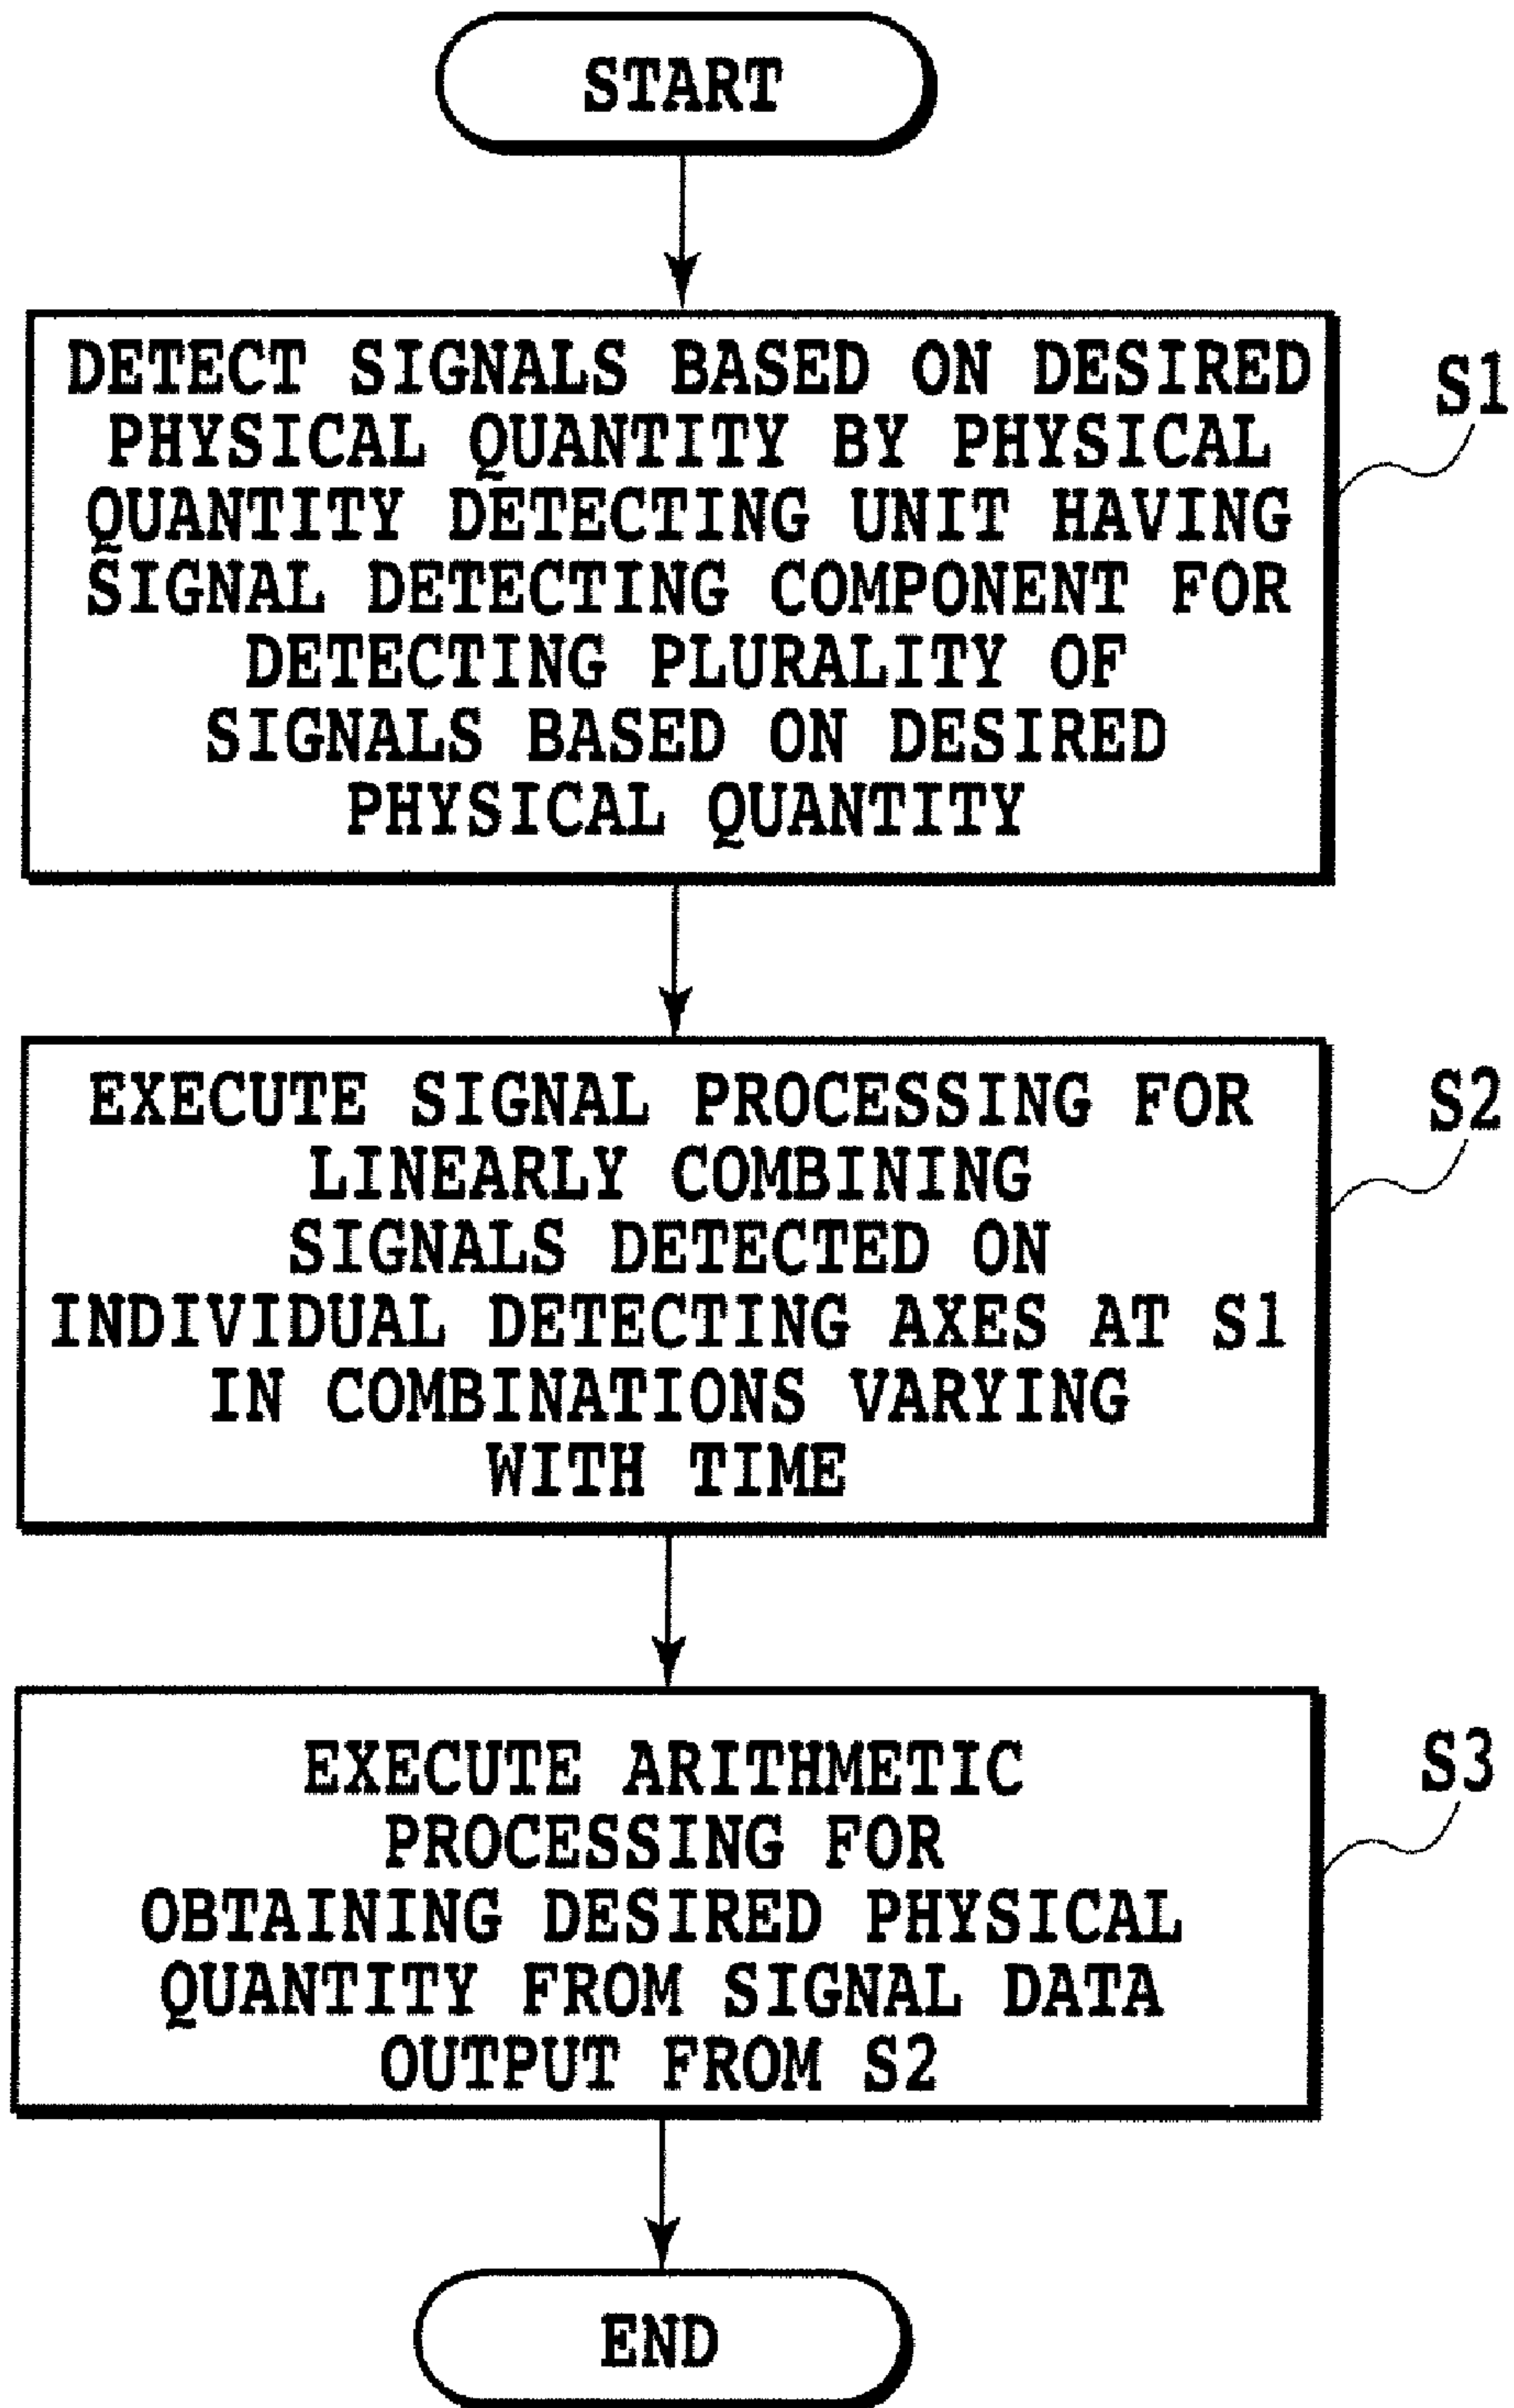 START
DETECT SIGNALS BASED ON DESIRED
PHYSICAL QUANTITY BY PHYSICAL
QUANTITY DETECTING UNIT HAVING
SIGNAL DETECTING COMPONENT FOR
DETECTING PLURALITY OF
SIGNALS BASED ON DESIRED
PHYSICAL QUANTITY
S1
EXECUTE SIGNAL PROCESSING FOR
LINEARLY COMBINING
SIGNALS DETECTED ON
INDIVIDUAL DETECTING AXES AT S1
IN COMBINATIONS VARYING
WITH TIME
S2
EXECUTE ARITHMETIC
PROCESSING FOR
OBTAINING DESIRED PHYSICAL
QUANTITY FROM SIGNAL DATA
OUTPUT FROM S2
S3
END